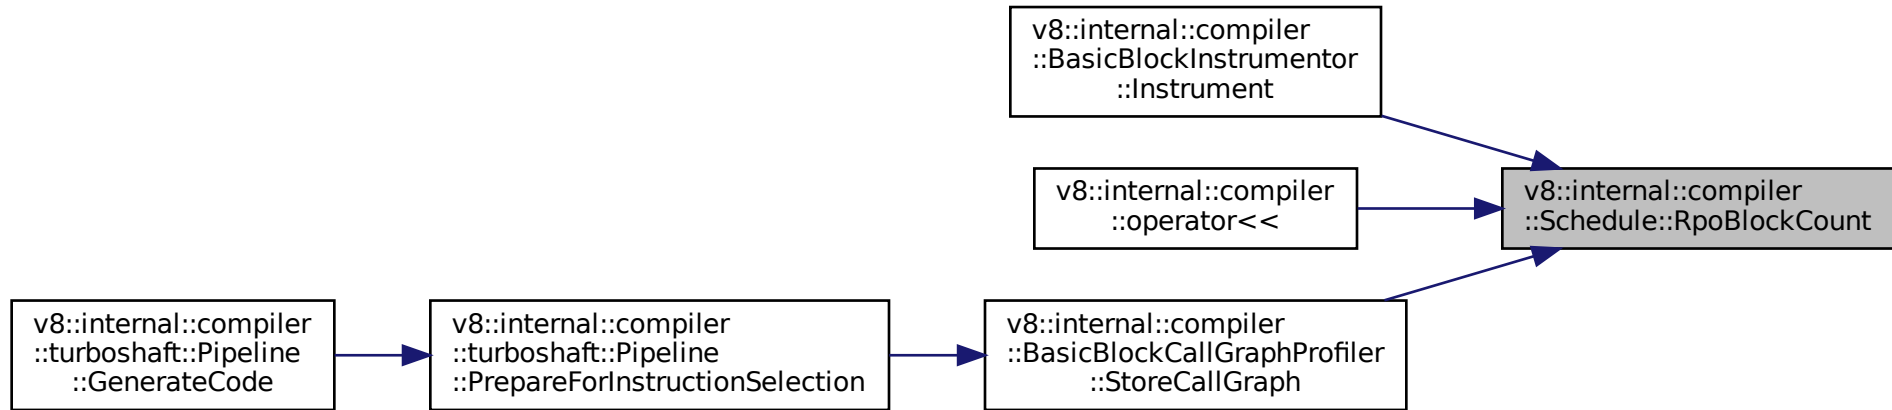 v8::internal::compiler
::BasicBlockInstrumentor
::Instrument
v8::internal::compiler
::operator<<
v8::internal::compiler
::Schedule::RpoBlockCount
v8::internal::compiler
::turboshaft::Pipeline
::GenerateCode
v8::internal::compiler
::turboshaft::Pipeline
::PrepareForInstructionSelection
v8::internal::compiler
::BasicBlockCallGraphProfiler
::StoreCallGraph